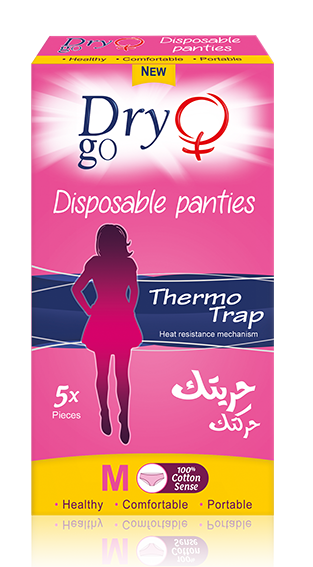 Dry go
Disposable panties
• Healthy • Comfortable • Portable
NEW
Dry
go
Disposable panties
Thermo
Trap
Heat resistance mechanism
5x
Pieces
حريتك
حركتك
M
100%
Cotton
Sense
• Healthy • Comfortable • Portable